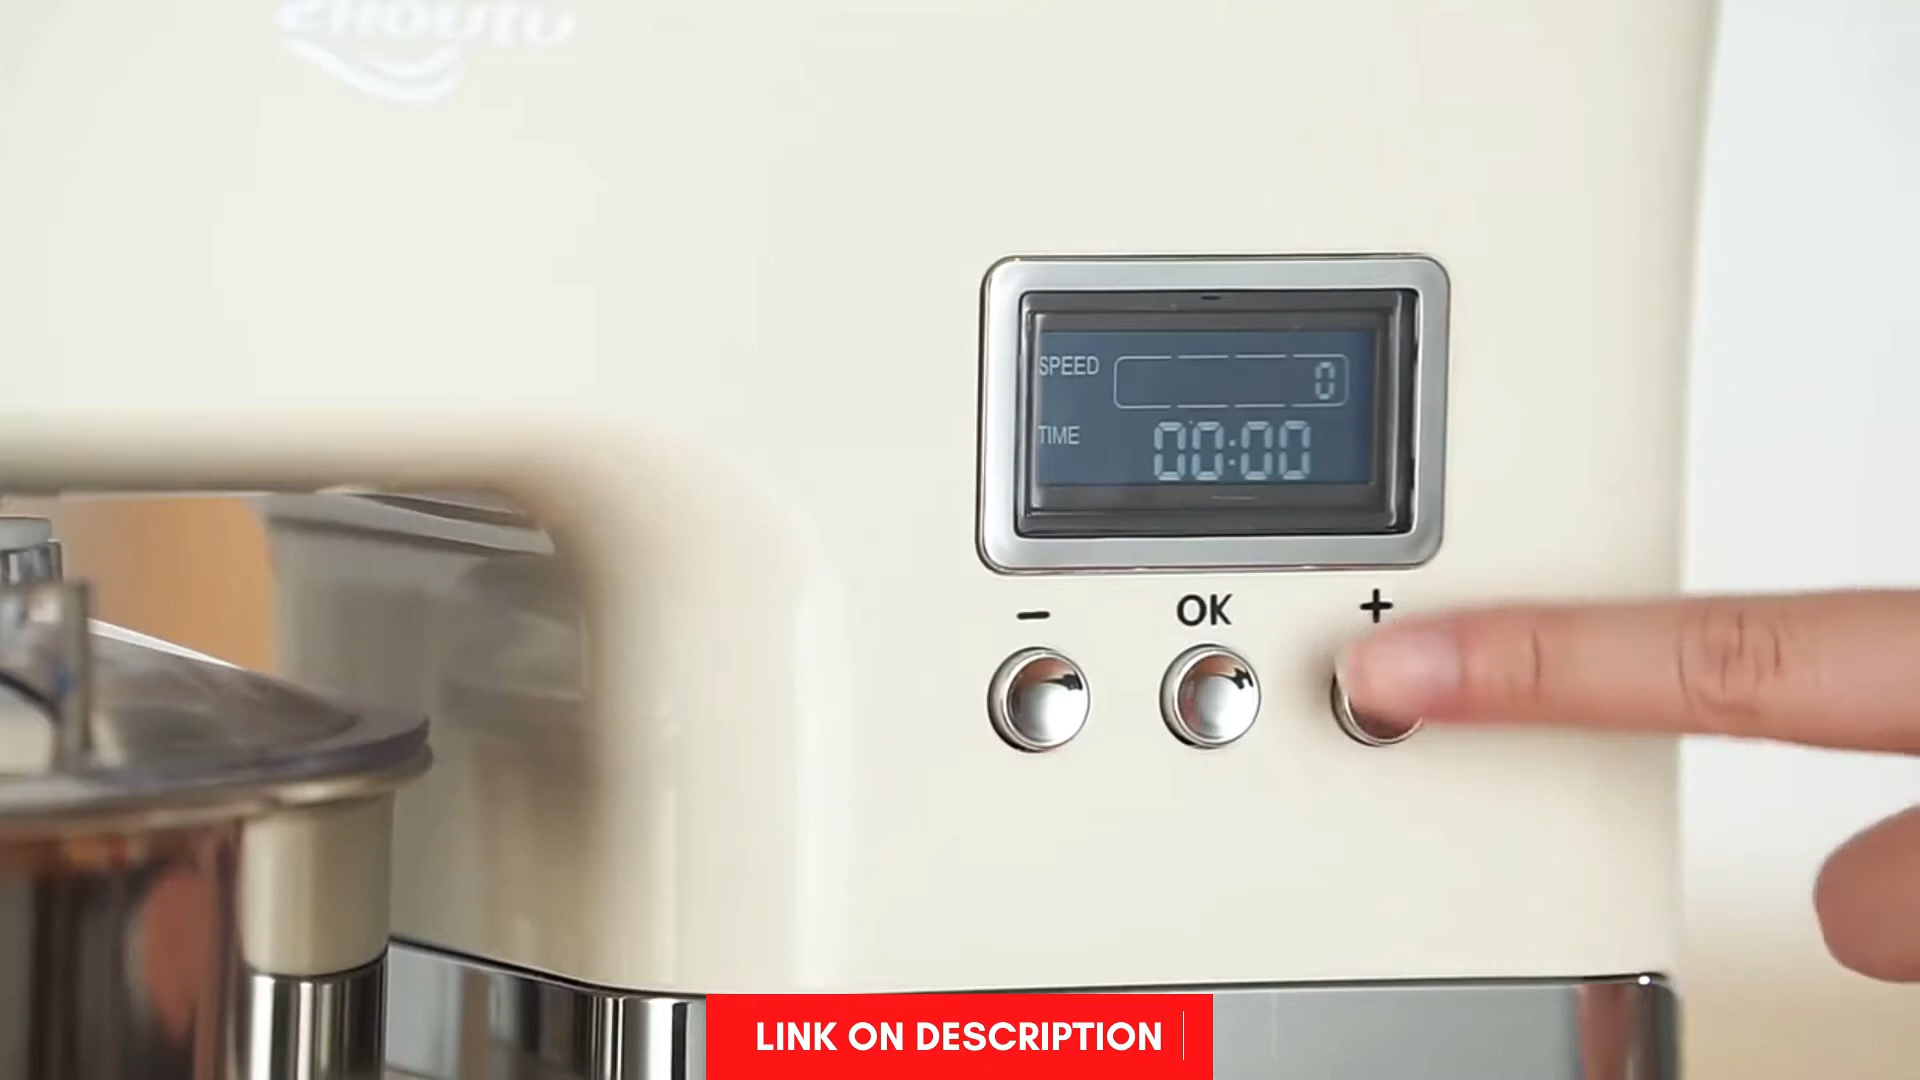 SPEED 0
TIME 00:00
− OK +
LINK ON DESCRIPTION